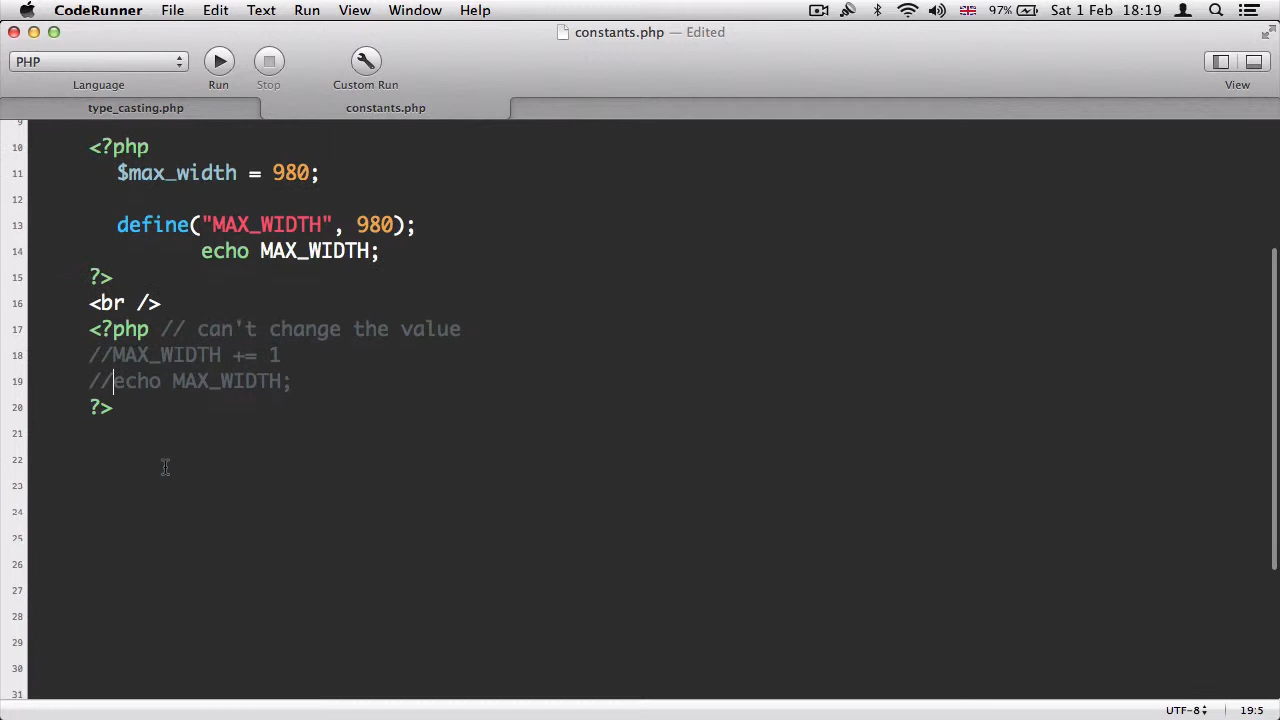 CodeRunner File Edit Text Run View Window Help 97% Sat 1 Feb 18:19
constants.php — Edited
PHP
Language Run Stop Custom Run View
type_casting.php constants.php
9
10 <?php
11 $max_width = 980;
12
13 define("MAX_WIDTH", 980);
14 echo MAX_WIDTH;
15 ?>
16 <br />
17 <?php // can't change the value
18 //MAX_WIDTH += 1
19 //echo MAX_WIDTH;
20 ?>
21
22
23
24
25
26
27
28
29
30
31
UTF-8 19:5